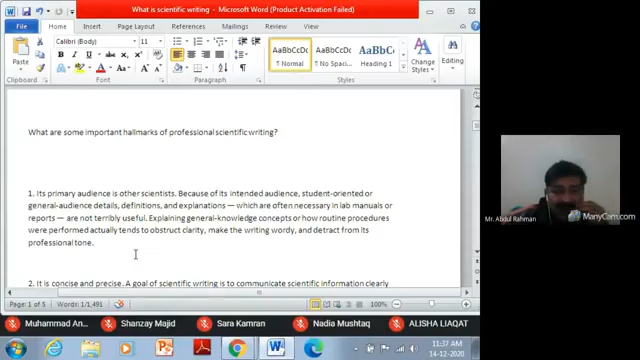 What is scientific writing - Microsoft Word (Product Activation Failed)
File Home Insert Page Layout References Mailings Review View
Calibri (Body) 11
Paste
Clipboard Font Paragraph Styles
AaBbCcDc AaBbCcDc AaBbCc
¶ Normal ¶ No Spaci... Heading 1
Change Styles
Editing
What are some important hallmarks of professional scientific writing?
1. Its primary audience is other scientists. Because of its intended audience, student-oriented or
general-audience details, definitions, and explanations — which are often necessary in lab manuals or
reports — are not terribly useful. Explaining general-knowledge concepts or how routine procedures
were performed actually tends to obstruct clarity, make the writing wordy, and detract from its
professional tone.
2. It is concise and precise. A goal of scientific writing is to communicate scientific information clearly
Mr. Abdul Rahman
ManyCam.com
Page: 1 of 5 Words: 1/1,491 100%
Muhammad An... Shanzay Majid Sara Kamran Nadia Mushtaq ALISHA LIAQAT
11:37 AM
14-12-2020